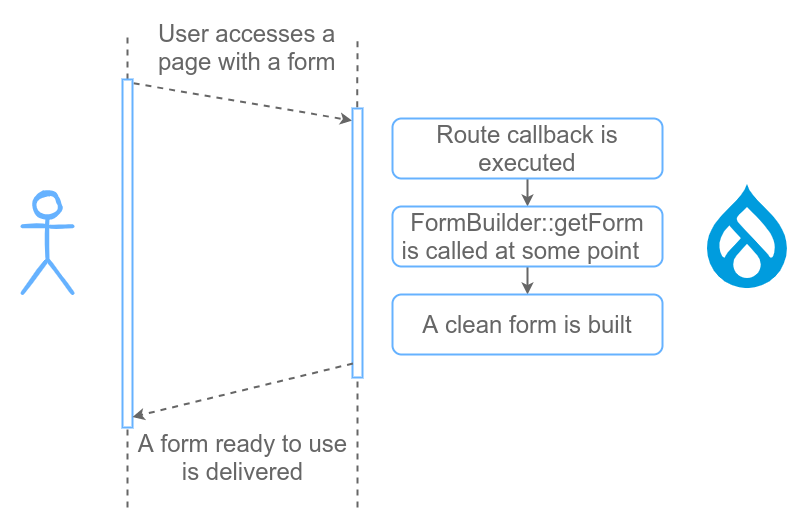 User accesses a
page with a form
Route callback is
executed
FormBuilder::getForm
is called at some point
A clean form is built
A form ready to use
is delivered